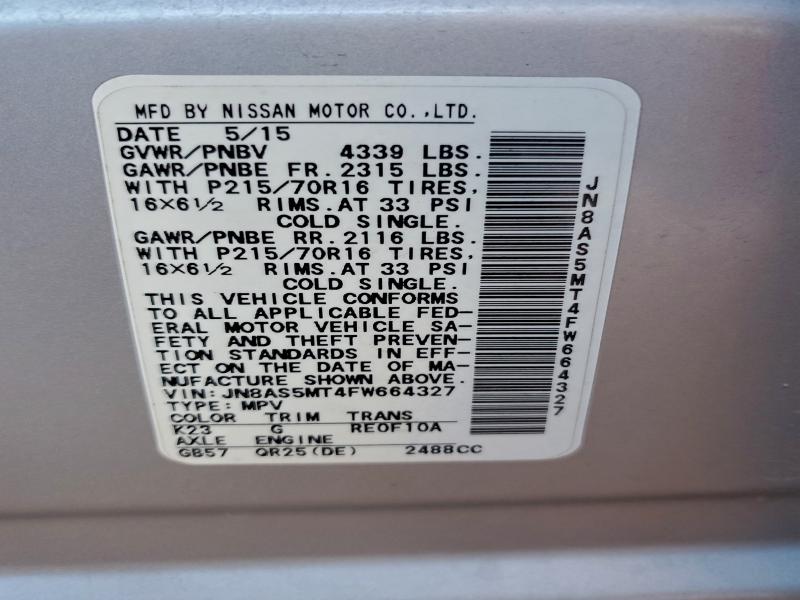 MFD BY NISSAN MOTOR CO.,LTD.
DATE 5/15
GVWR/PNBV 4339 LBS.
GAWR/PNBE FR. 2315 LBS.
WITH P215/70R16 TIRES,
16×6½ RIMS.AT 33 PSI
COLD SINGLE.
GAWR/PNBE RR. 2116 LBS.
WITH P215/70R16 TIRES,
16×6½ RIMS.AT 33 PSI
COLD SINGLE.
THIS VEHICLE CONFORMS
TO ALL APPLICABLE FED-
ERAL MOTOR VEHICLE SA-
FETY AND THEFT PREVEN-
TION STANDARDS IN EFF-
ECT ON THE DATE OF MA-
NUFACTURE SHOWN ABOVE.
VIN: JN8AS5MT4FW664327
TYPE: MPV
COLOR TRIM TRANS
K23 G RE0F10A
AXLE ENGINE
GB57 QR25(DE) 2488CC
JN8AS5MT4FW664327